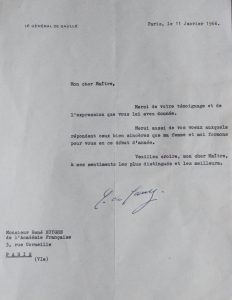 LE GÉNÉRAL DE GAULLE
Paris, le 11 Janvier 1966.
Mon cher Maître,
Merci de votre témoignage et de
l'expression que vous lui avez donnée.
Merci aussi de vos voeux auxquels
répondent ceux bien sincères que ma femme et moi formons
pour vous en ce début d'année.
Veuillez croire, mon cher Maître,
à mes sentiments les plus distingués et les meilleurs.
Monsieur René HUYGHE
de l'Académie Française
3, rue Corneille
PARIS (VIe)